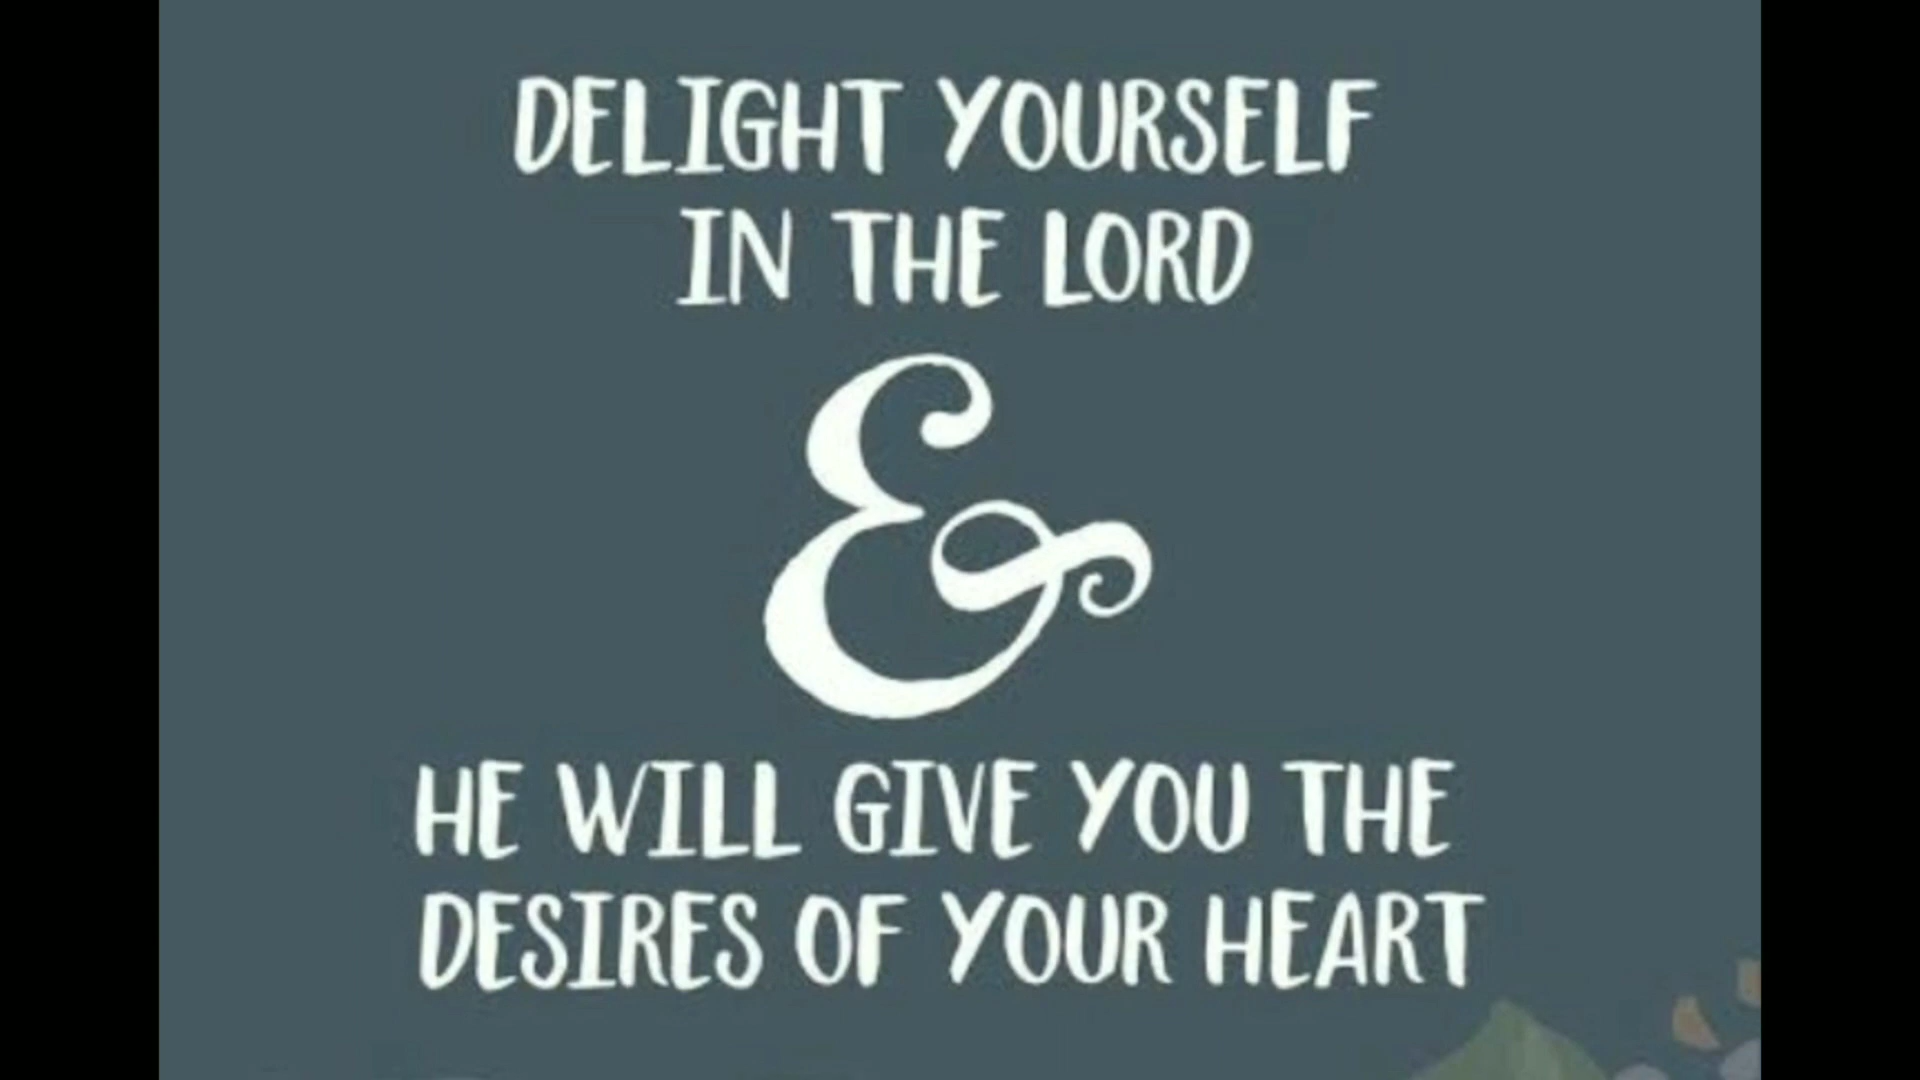 DELIGHT YOURSELF
IN THE LORD
&
HE WILL GIVE YOU THE
DESIRES OF YOUR HEART